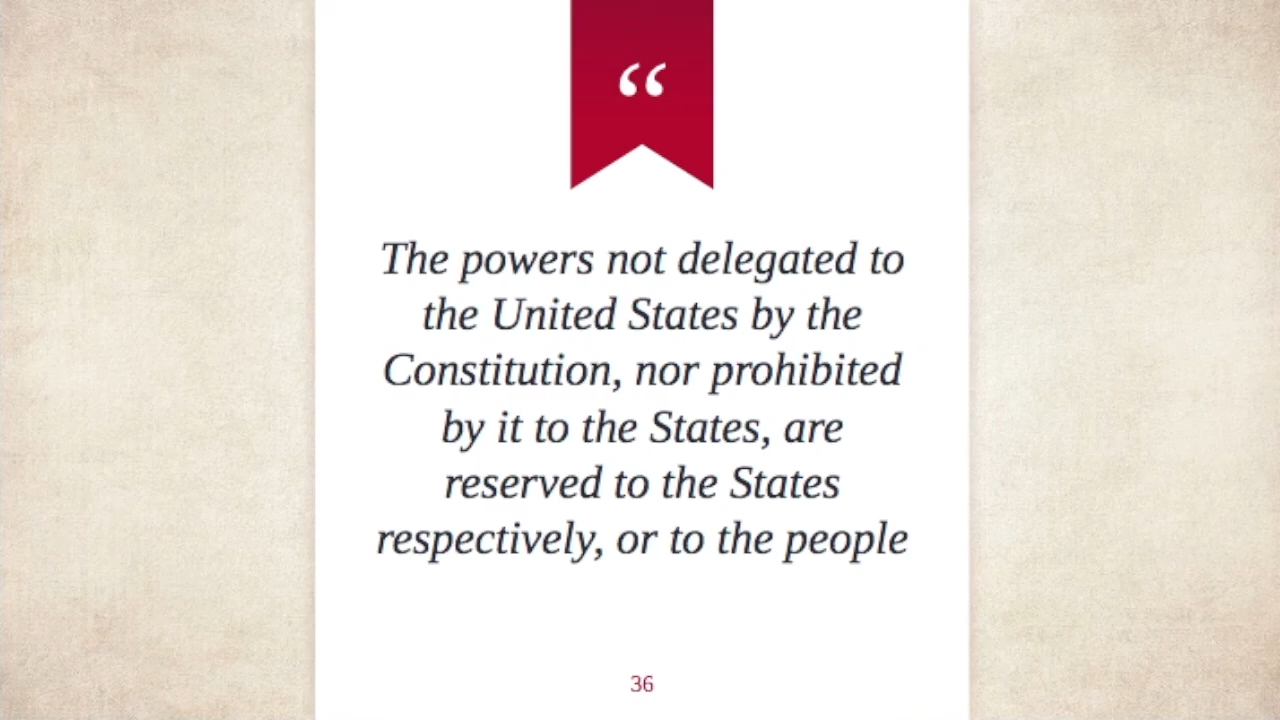 “
The powers not delegated to
the United States by the
Constitution, nor prohibited
by it to the States, are
reserved to the States
respectively, or to the people
36